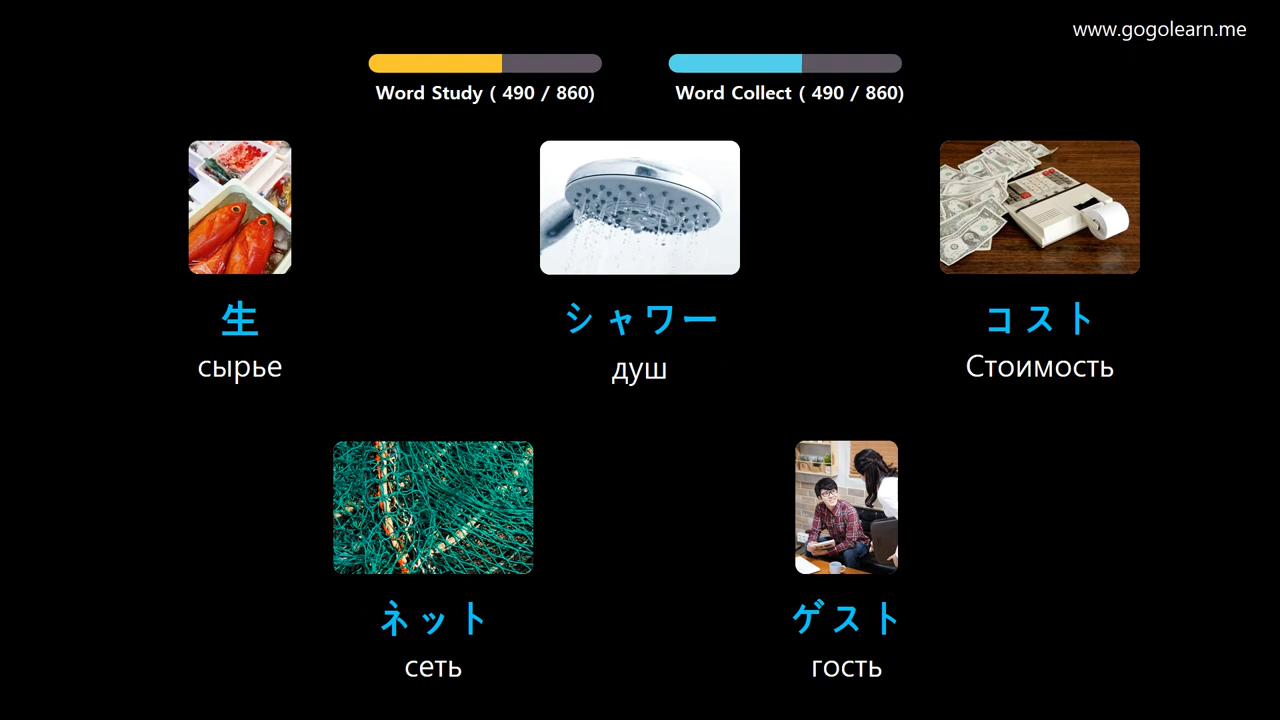 www.gogolearn.me
Word Study ( 490 / 860)
Word Collect ( 490 / 860)
生
сырье
シャワー
душ
コスト
Стоимость
ネット
сеть
ゲスト
гость